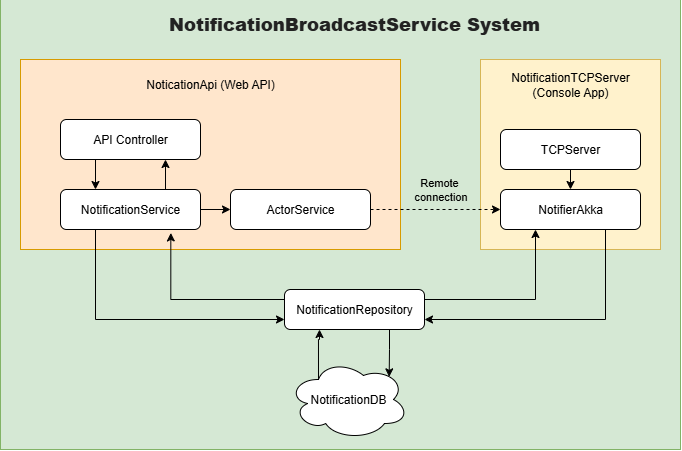 NotificationBroadcastService System
NoticationApi (Web API)
NotificationTCPServer
(Console App)
API Controller
TCPServer
Remote
connection
NotificationService
ActorService
NotifierAkka
NotificationRepository
NotificationDB